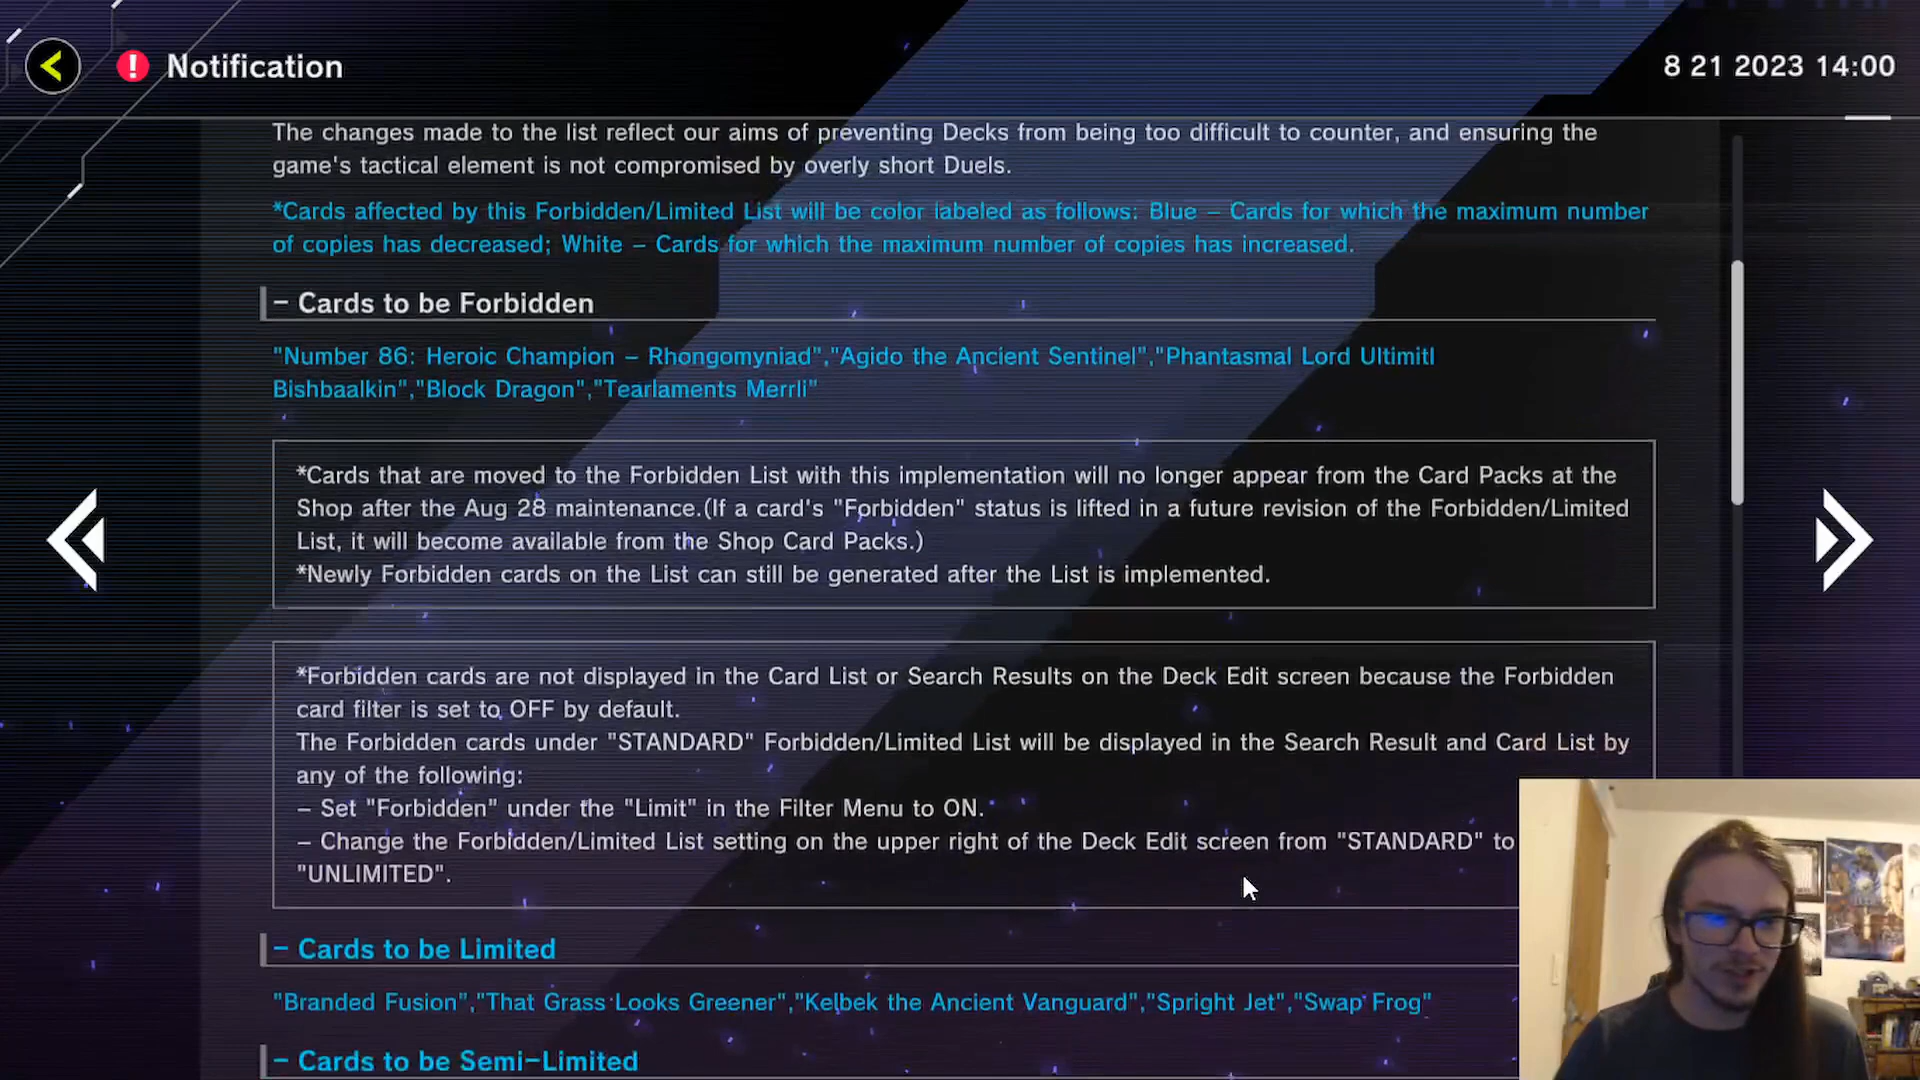 Notification
8 21 2023 14:00
The changes made to the list reflect our aims of preventing Decks from being too difficult to counter, and ensuring the
game's tactical element is not compromised by overly short Duels.
*Cards affected by this Forbidden/Limited List will be color labeled as follows: Blue – Cards for which the maximum number
of copies has decreased; White – Cards for which the maximum number of copies has increased.
– Cards to be Forbidden
"Number 86: Heroic Champion – Rhongomyniad","Agido the Ancient Sentinel","Phantasmal Lord Ultimitl
Bishbaalkin","Block Dragon","Tearlaments Merrli"
*Cards that are moved to the Forbidden List with this implementation will no longer appear from the Card Packs at the
Shop after the Aug 28 maintenance.(If a card's "Forbidden" status is lifted in a future revision of the Forbidden/Limited
List, it will become available from the Shop Card Packs.)
*Newly Forbidden cards on the List can still be generated after the List is implemented.
*Forbidden cards are not displayed in the Card List or Search Results on the Deck Edit screen because the Forbidden
card filter is set to OFF by default.
The Forbidden cards under "STANDARD" Forbidden/Limited List will be displayed in the Search Result and Card List by
any of the following:
– Set "Forbidden" under the "Limit" in the Filter Menu to ON.
– Change the Forbidden/Limited List setting on the upper right of the Deck Edit screen from "STANDARD" to
"UNLIMITED".
– Cards to be Limited
"Branded Fusion","That Grass Looks Greener","Kelbek the Ancient Vanguard","Spright Jet","Swap Frog"
– Cards to be Semi-Limited